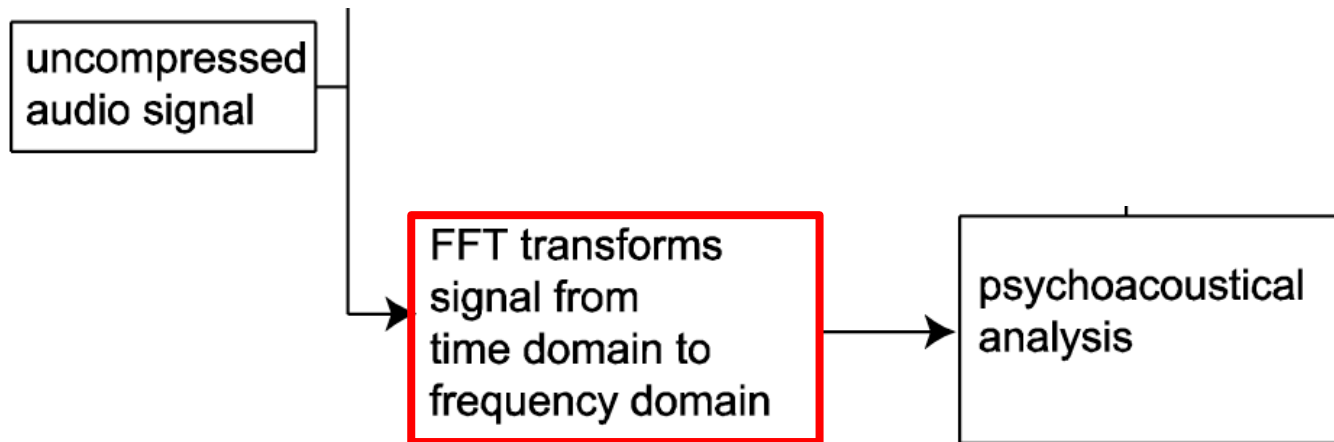 uncompressed
audio signal
FFT transforms
signal from
time domain to
frequency domain
psychoacoustical
analysis